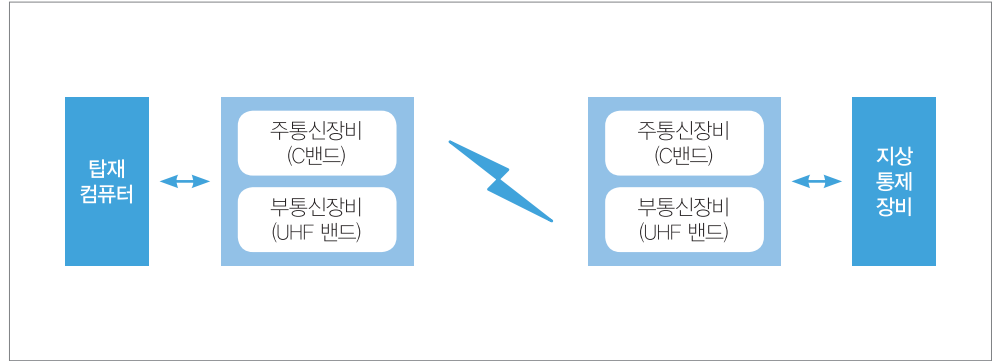 탑재
컴퓨터
주통신장비
(C밴드)
부통신장비
(UHF 밴드)
주통신장비
(C밴드)
부통신장비
(UHF 밴드)
지상
통제
장비